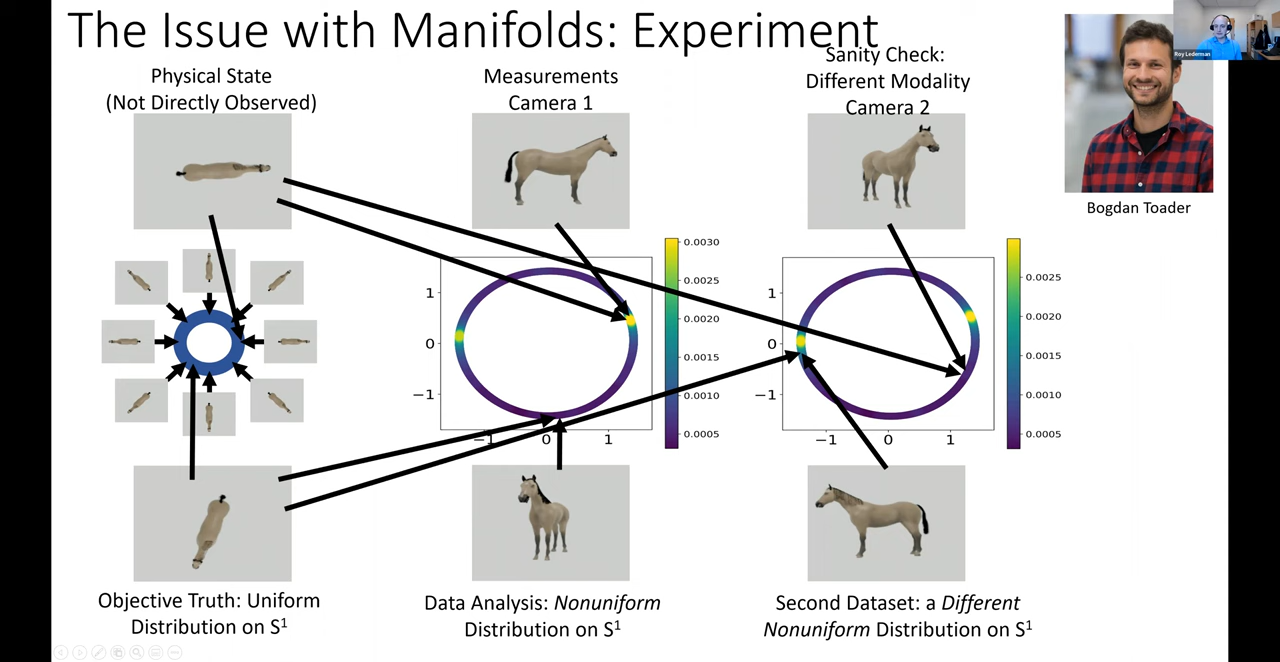 The Issue with Manifolds: Experiment
Roy Lederman
Physical State
(Not Directly Observed)
Measurements
Camera 1
Sanity Check:
Different Modality
Camera 2
Bogdan Toader
1
0
−1
−1
0
1
0.0030
0.0025
0.0020
0.0015
0.0010
0.0005
1
0
−1
−1
0
1
0.0025
0.0020
0.0015
0.0010
0.0005
Objective Truth: Uniform
Distribution on S¹
Data Analysis: Nonuniform
Distribution on S¹
Second Dataset: a Different
Nonuniform Distribution on S¹